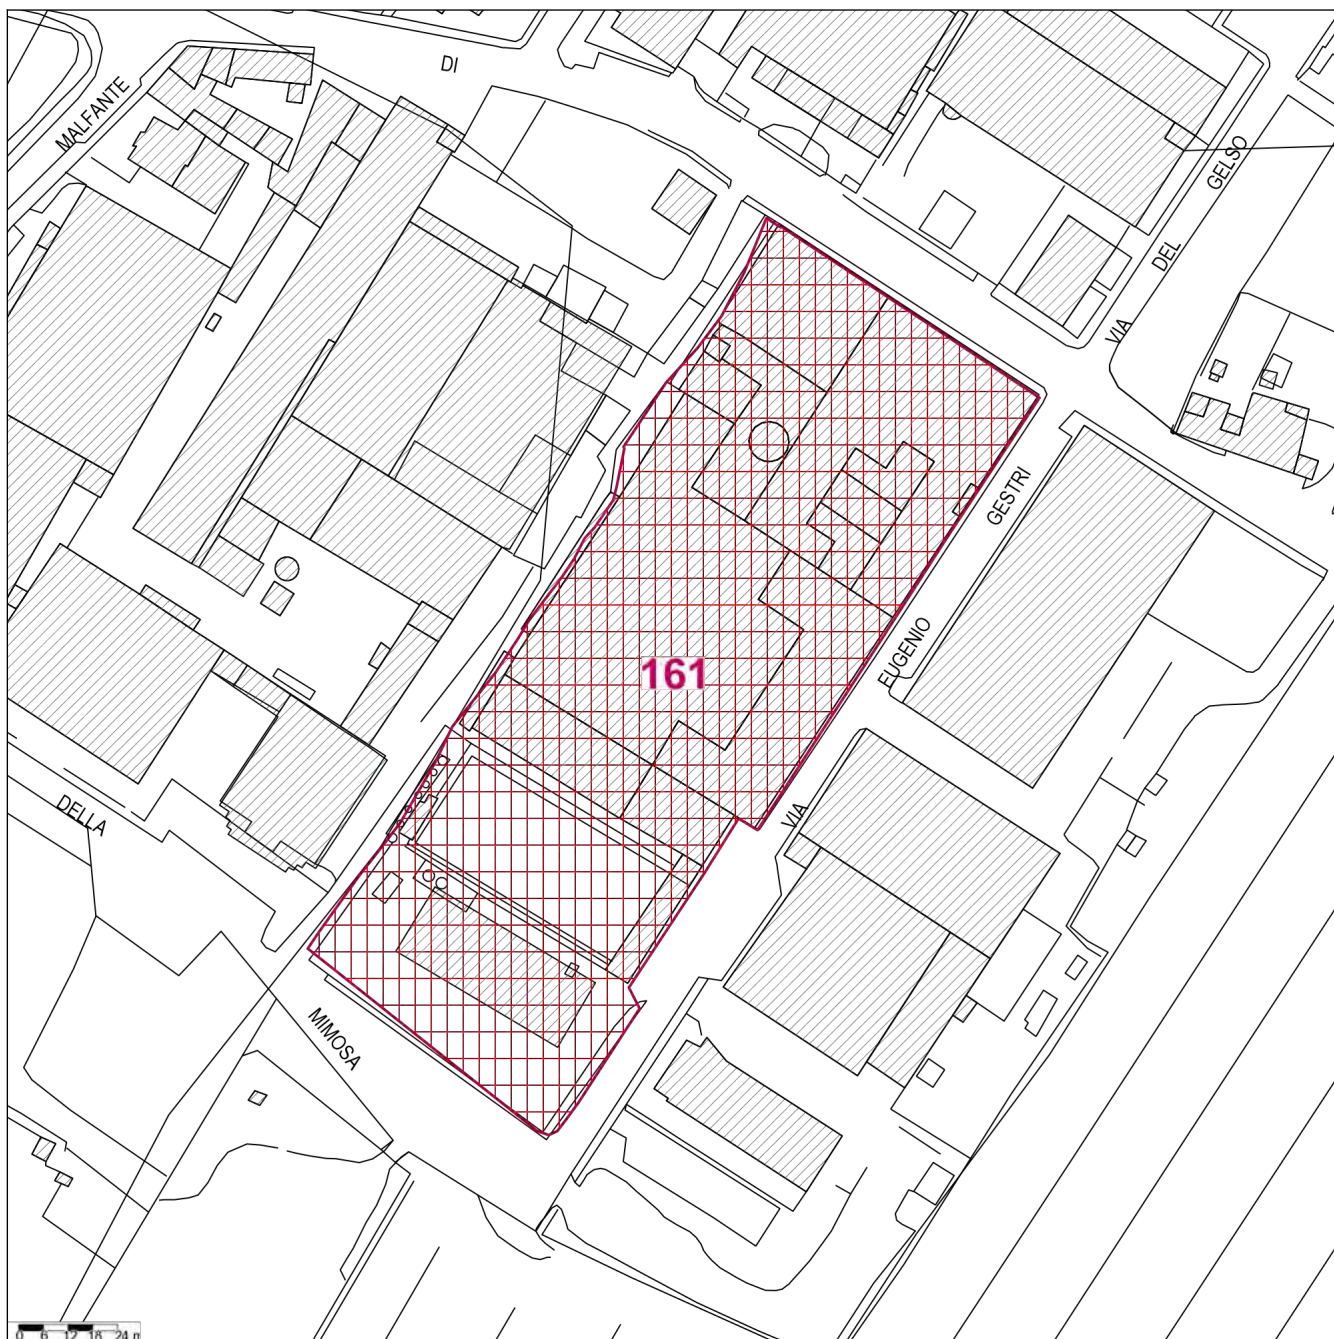 DI
MALFANTE
GELSO
DEL
VIA
GESTRI
EUGENIO
161
VIA
DELLA
MIMOSA
0 6 12 18 24 m